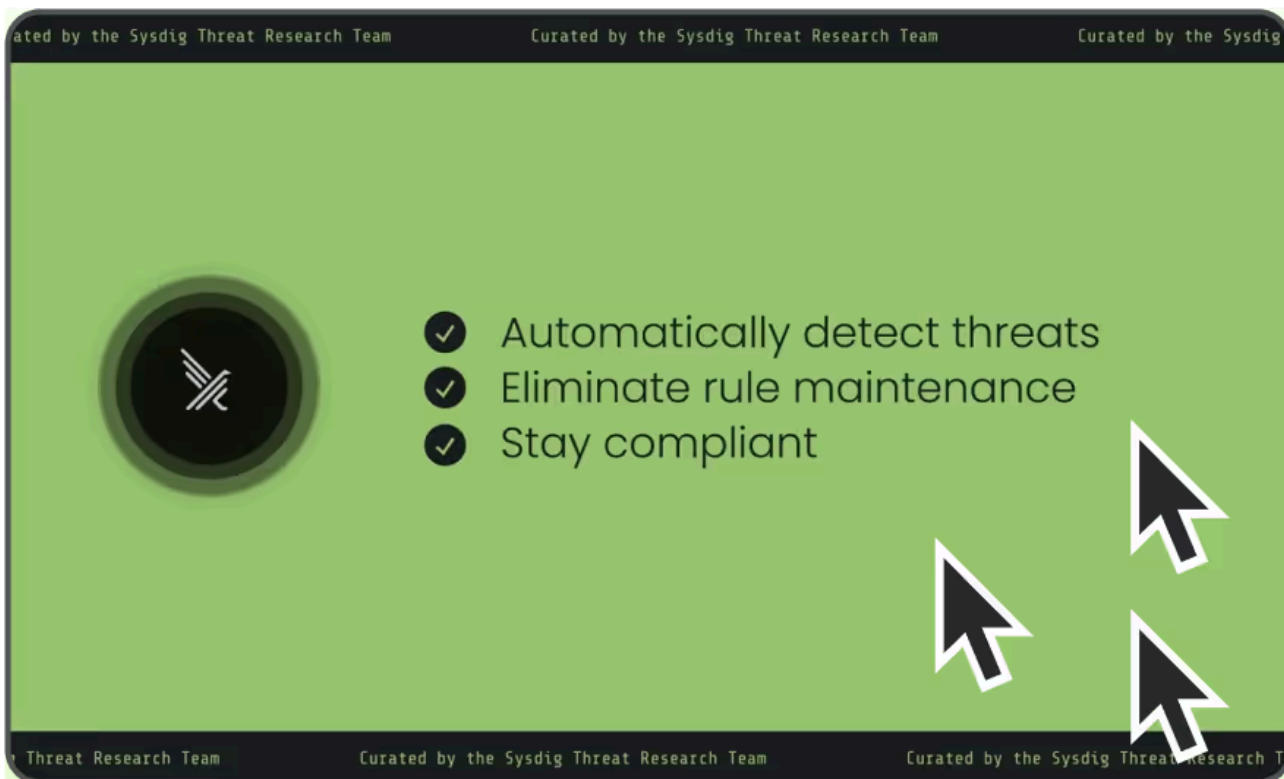 ated by the Sysdig Threat Research Team Curated by the Sysdig Threat Research Team Curated by the Sysdig
Automatically detect threats
Eliminate rule maintenance
Stay compliant
Threat Research Team Curated by the Sysdig Threat Research Team Curated by the Sysdig Threat Research T